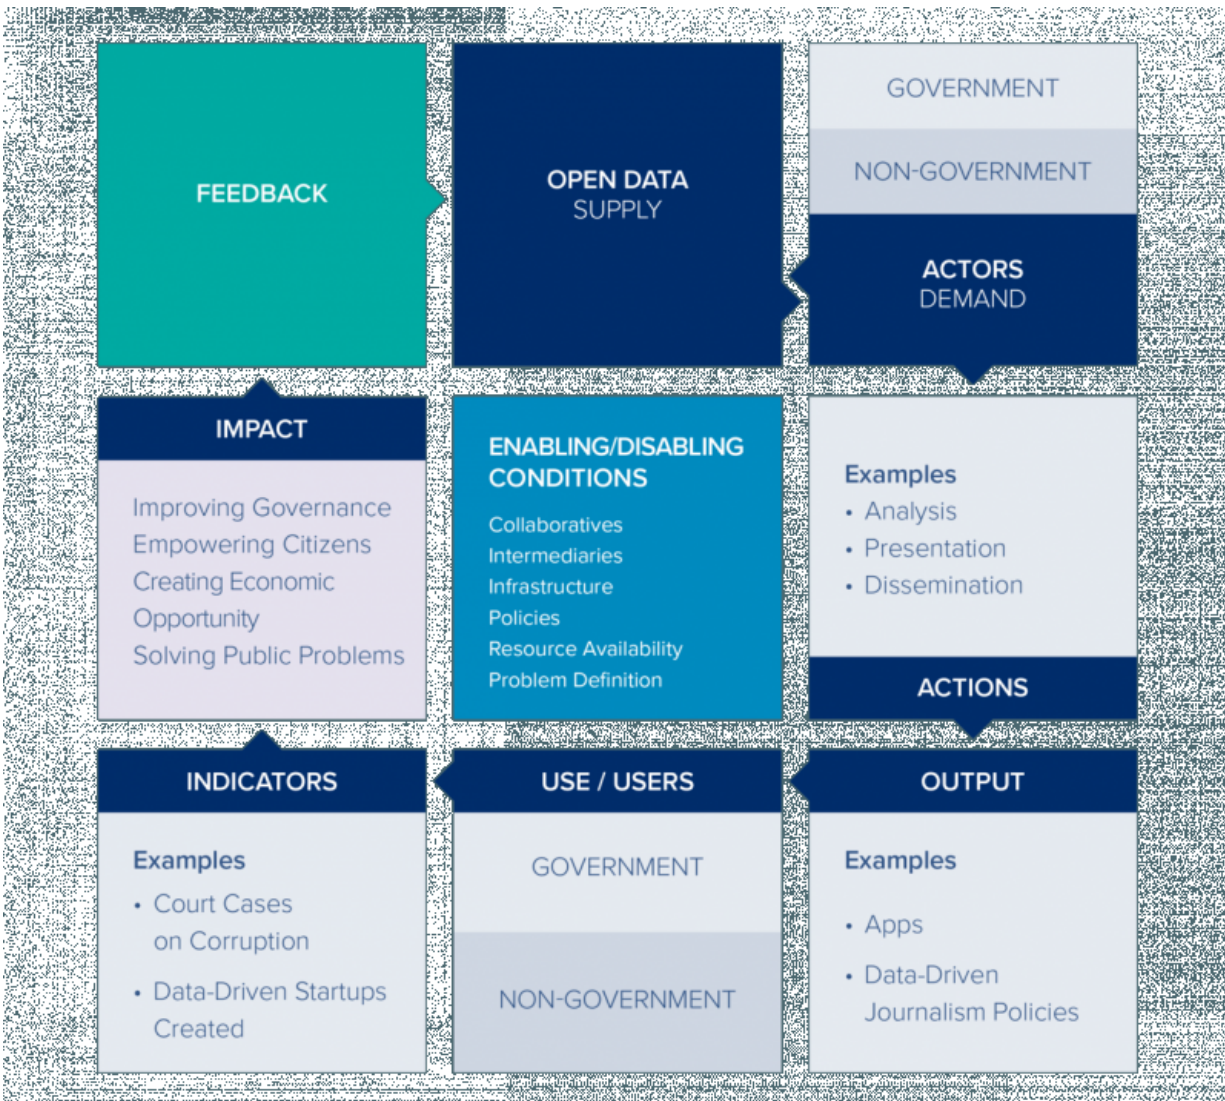 FEEDBACK
OPEN DATA
SUPPLY
GOVERNMENT
NON-GOVERNMENT
ACTORS
DEMAND
IMPACT
Improving Governance
Empowering Citizens
Creating Economic
Opportunity
Solving Public Problems
ENABLING/DISABLING
CONDITIONS
Collaboratives
Intermediaries
Infrastructure
Policies
Resource Availability
Problem Definition
Examples
• Analysis
• Presentation
• Dissemination
ACTIONS
INDICATORS
Examples
• Court Cases
on Corruption
• Data-Driven Startups
Created
USE / USERS
GOVERNMENT
NON-GOVERNMENT
OUTPUT
Examples
• Apps
• Data-Driven
Journalism Policies